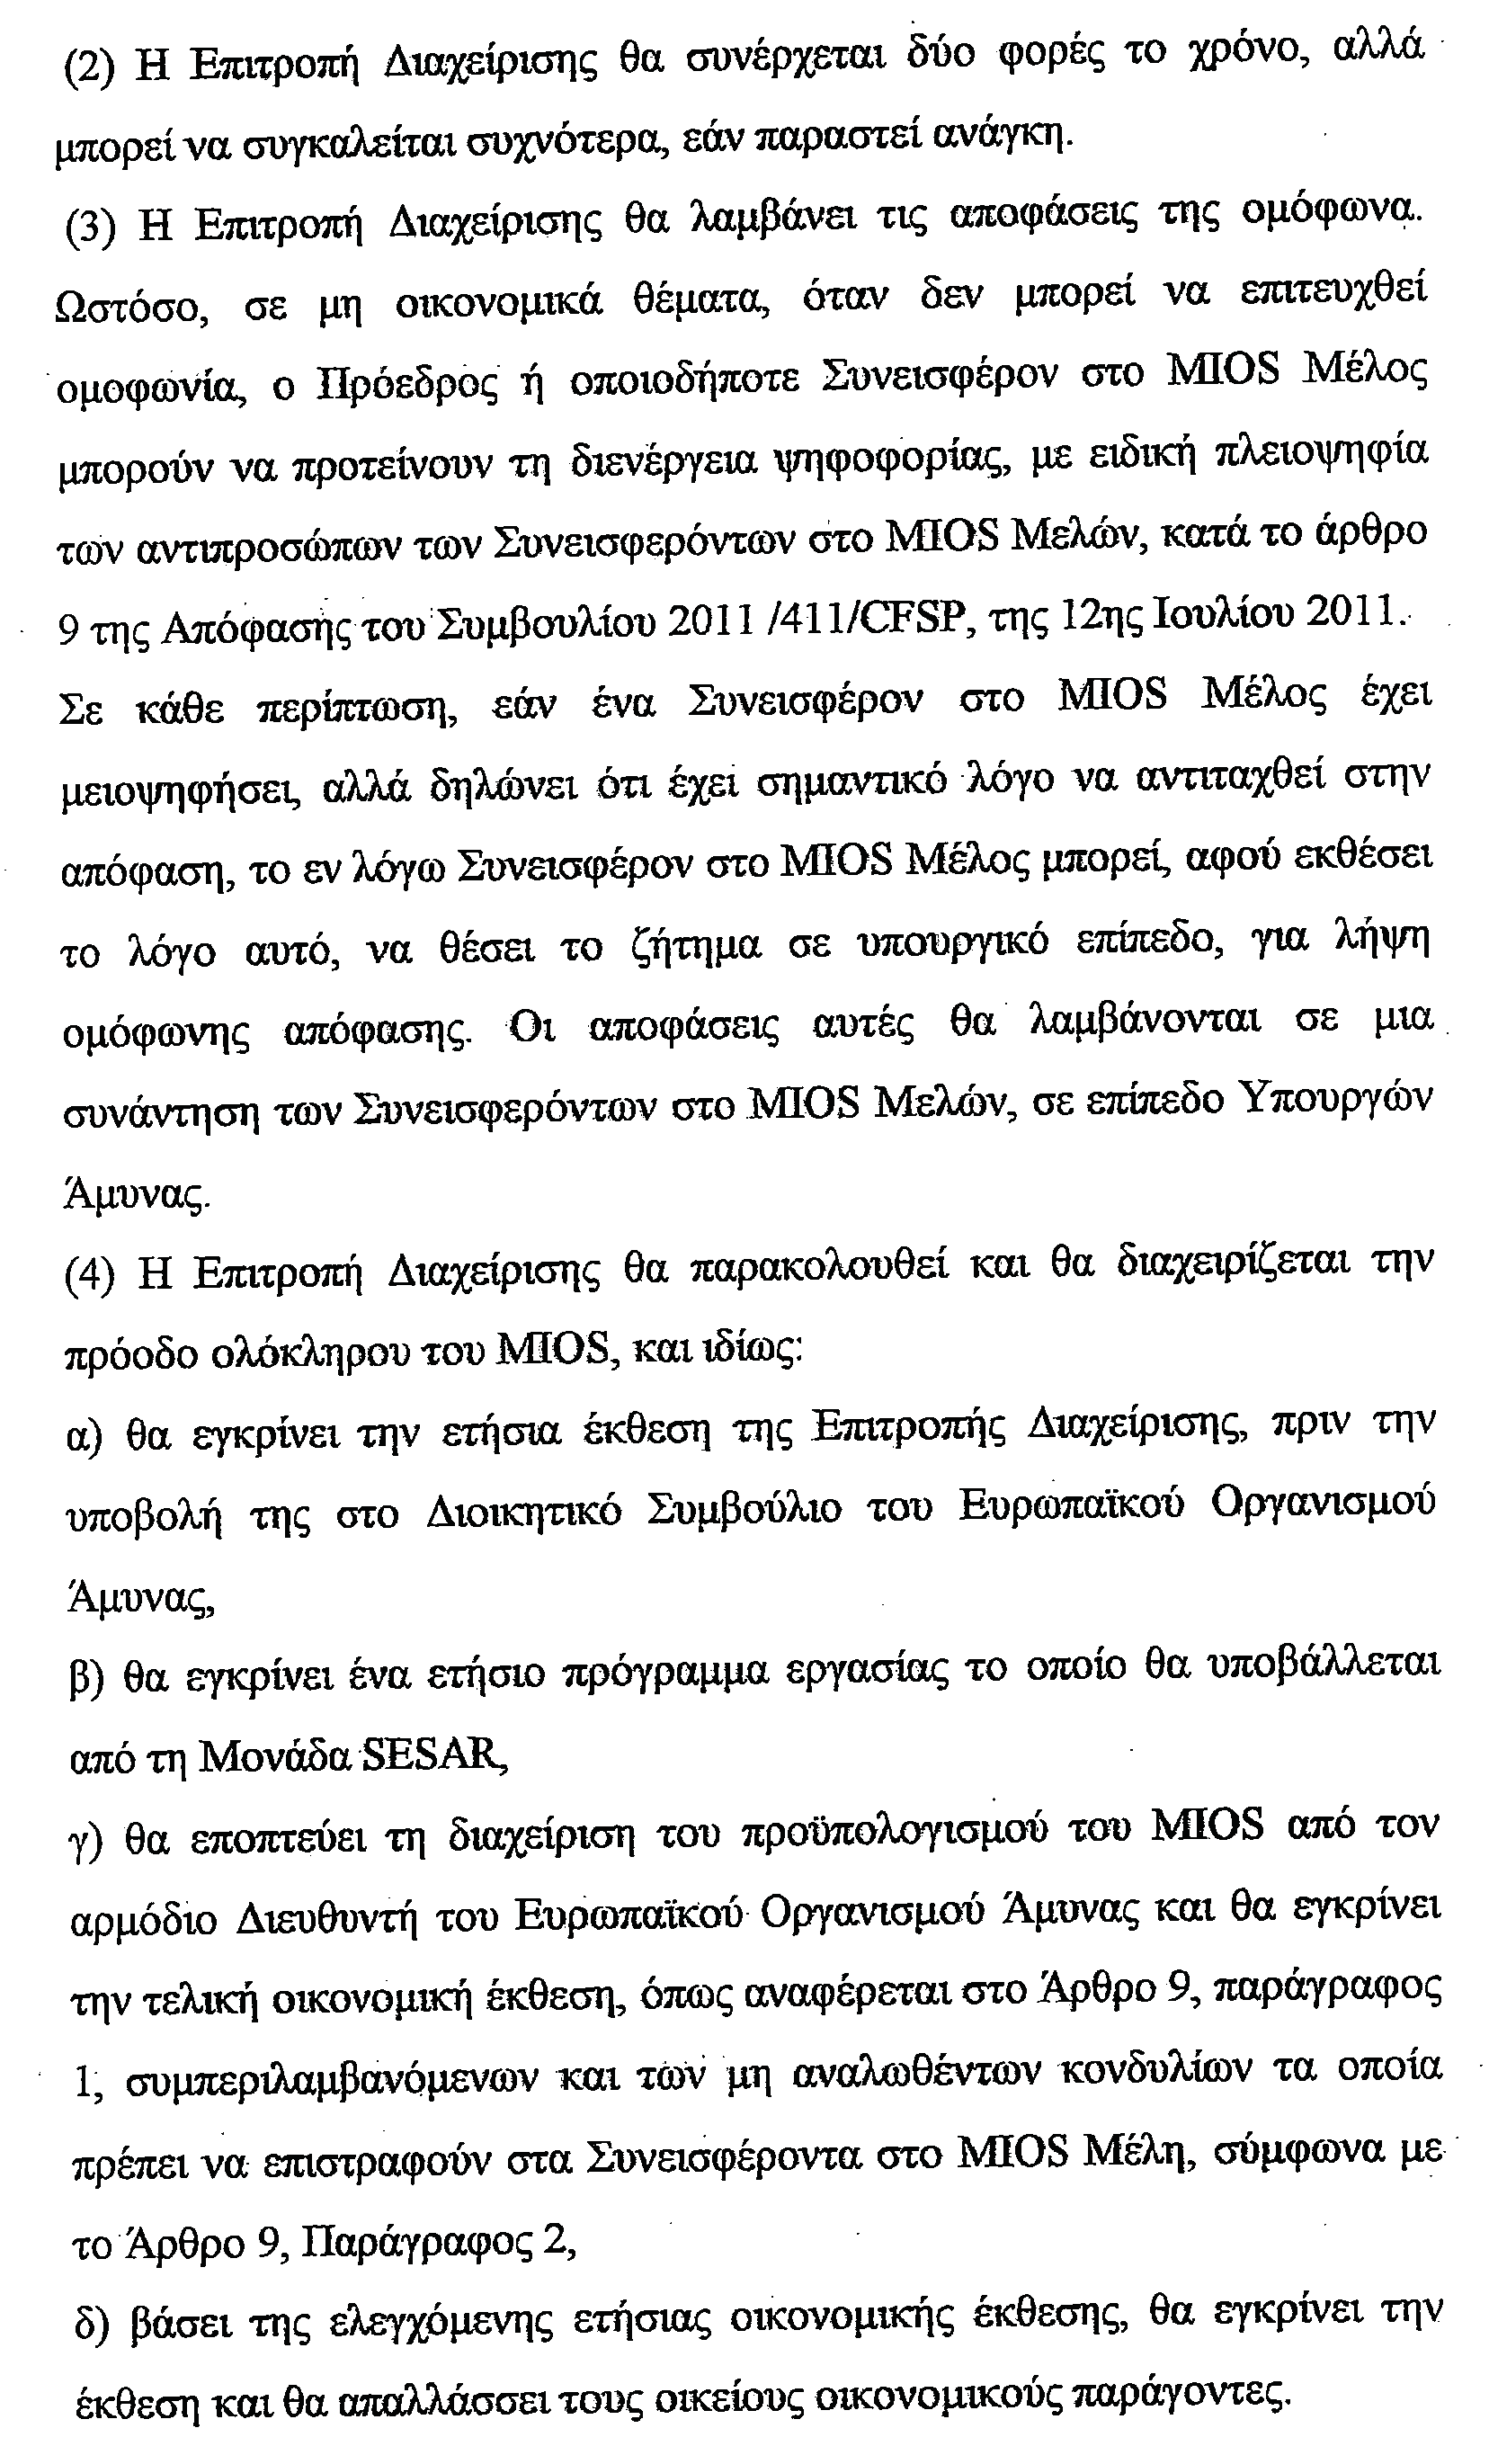 (2) Η Επιτροπή Διαχείρισης θα συνέρχεται δύο φορές το χρόνο, αλλά
μπορεί να συγκαλείται συχνότερα, εάν παραστεί ανάγκη.
(3) Η Επιτροπή Διαχείρισης θα λαμβάνει τις αποφάσεις της ομόφωνα.
Ωστόσο, σε μη οικονομικά θέματα, όταν δεν μπορεί να επιτευχθεί
ομοφωνία, ο Πρόεδρος ή οποιοδήποτε Συνεισφέρον στο MIOS Μέλος
μπορούν να προτείνουν τη διενέργεια ψηφοφορίας, με ειδική πλειοψηφία
των αντιπροσώπων των Συνεισφερόντων στο MIOS Μελών, κατά το άρθρο
9 της Απόφασης του Συμβουλίου 2011 /411/CFSP, της 12ης Ιουλίου 2011.
Σε κάθε περίπτωση, εάν ένα Συνεισφέρον στο MIOS Μέλος έχει
μειοψηφήσει, αλλά δηλώνει ότι έχει σημαντικό λόγο να αντιταχθεί στην
απόφαση, το εν λόγω Συνεισφέρον στο MIOS Μέλος μπορεί, αφού εκθέσει
το λόγο αυτό, να θέσει το ζήτημα σε υπουργικό επίπεδο, για λήψη
ομόφωνης απόφασης. Οι αποφάσεις αυτές θα λαμβάνονται σε μια
συνάντηση των Συνεισφερόντων στο MIOS Μελών, σε επίπεδο Υπουργών
Άμυνας.
(4) Η Επιτροπή Διαχείρισης θα παρακολουθεί και θα διαχειρίζεται την
πρόοδο ολόκληρου του MIOS, και ιδίως:
α) θα εγκρίνει την ετήσια έκθεση της Επιτροπής Διαχείρισης, πριν την
υποβολή της στο Διοικητικό Συμβούλιο του Ευρωπαϊκού Οργανισμού
Άμυνας,
β) θα εγκρίνει ένα ετήσιο πρόγραμμα εργασίας το οποίο θα υποβάλλεται
από τη Μονάδα SESAR,
γ) θα εποπτεύει τη διαχείριση του προϋπολογισμού του MIOS από τον
αρμόδιο Διευθυντή του Ευρωπαϊκού Οργανισμού Άμυνας και θα εγκρίνει
την τελική οικονομική έκθεση, όπως αναφέρεται στο Άρθρο 9, παράγραφος
1, συμπεριλαμβανόμενων και των μη αναλωθέντων κονδυλίων τα οποία
πρέπει να επιστραφούν στα Συνεισφέροντα στο MIOS Μέλη, σύμφωνα με
το Άρθρο 9, Παράγραφος 2,
δ) βάσει της ελεγχόμενης ετήσιας οικονομικής έκθεσης, θα εγκρίνει την
έκθεση και θα απαλλάσσει τους οικείους οικονομικούς παράγοντες.